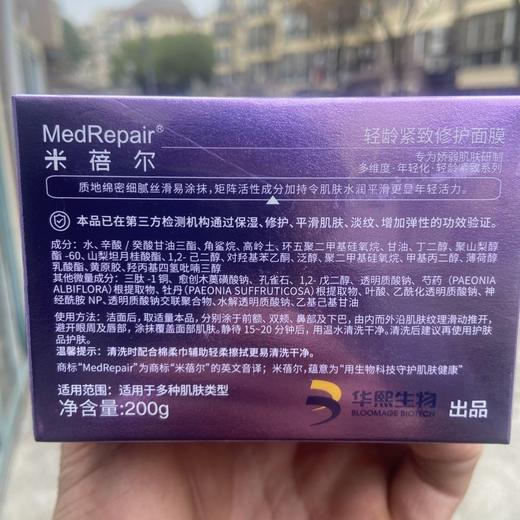 MedRepair®
米蓓尔
轻龄紧致修护面膜
专为娇弱肌肤研制
多维度·年轻化·轻龄紧致系列
质地绵密细腻丝滑易涂抹,矩阵活性成分加持令肌肤水润平滑更显年轻活力。
本品已在第三方检测机构通过保湿、修护、平滑肌肤、淡纹、增加弹性的功效验证。
成分:水、辛酸/癸酸甘油三酯、角鲨烷、高岭土、环五聚二甲基硅氧烷、甘油、丁二醇、聚山梨醇
酯-60、山梨坦月桂酸酯、1,2-己二醇、对羟基苯乙酮、泛醇、聚二甲基硅氧烷、甲基丙二醇、薄荷醇
乳酸酯、黄原胶、羟丙基四氢吡喃三醇
其他微量成分:三肽-1铜、愈创木薁磺酸钠、孔雀石、1,2-戊二醇、透明质酸钠、芍药(PAEONIA
ALBIFLORA)根提取物、牡丹(PAEONIA SUFFRUTICOSA)根提取物、叶酸、乙酰化透明质酸钠、神
经酰胺NP、透明质酸钠交联聚合物、水解透明质酸钠、乙基己基甘油
使用方法:洁面后,取适量本品,分别涂于前额、双颊、鼻部及下巴,由内而外沿肌肤纹理滑动推开,
避开眼周及唇部,涂抹覆盖面部肌肤。静待15~20分钟后,用温水清洗干净。清洗后建议再使用护肤
品护肤。
温馨提示:清洗时配合棉柔巾辅助轻柔擦拭更易清洗干净。
商标“MedRepair”为商标“米蓓尔”的英文音译;米蓓尔,蕴意为“用生物科技守护肌肤健康”
适用范围:适用于多种肌肤类型
净含量:200g
华熙生物
BLOOMAGE BIOTECH
出品